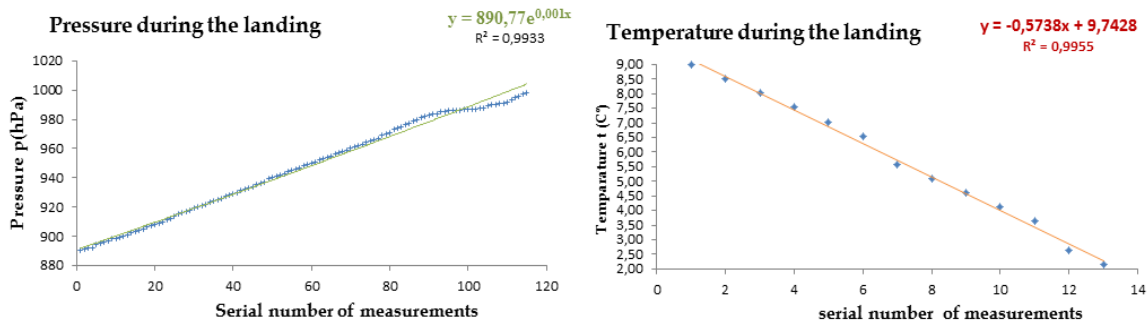 Pressure during the landing
y = 890,77e^0,001x
R² = 0,9933
1020
1000
980
960
940
920
900
880
Pressure p(hPa)
0 20 40 60 80 100 120
Serial number of measurements
Temperature during the landing
y = -0,5738x + 9,7428
R² = 0,9955
9,00
8,50
8,00
7,50
7,00
6,50
6,00
5,50
5,00
4,50
4,00
3,50
3,00
2,50
2,00
Temparature t (C°)
0 2 4 6 8 10 12 14
serial number of measurements